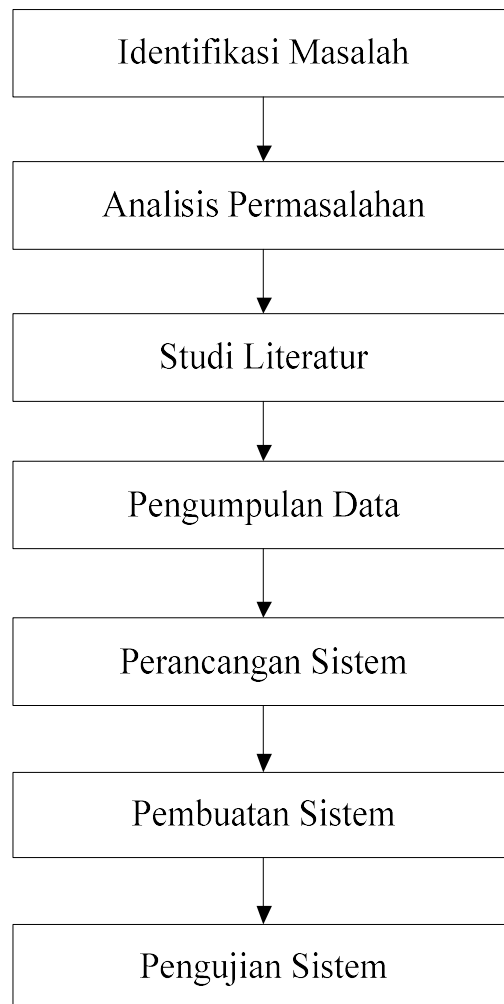 Identifikasi Masalah
Analisis Permasalahan
Studi Literatur
Pengumpulan Data
Perancangan Sistem
Pembuatan Sistem
Pengujian Sistem